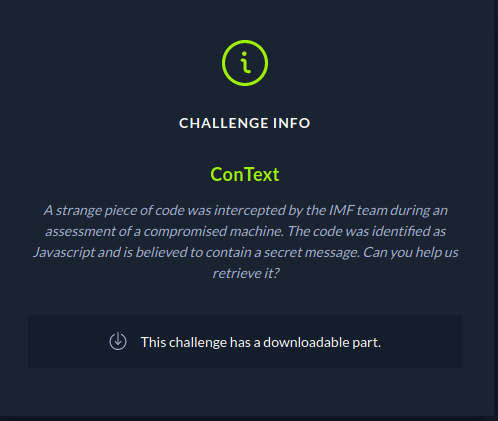 CHALLENGE INFO
ConText
A strange piece of code was intercepted by the IMF team during an
assessment of a compromised machine. The code was identified as
Javascript and is believed to contain a secret message. Can you help us
retrieve it?
This challenge has a downloadable part.